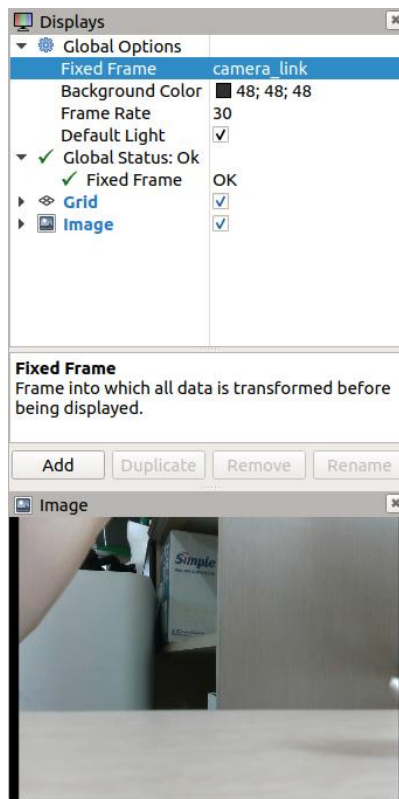 Displays
Global Options
Fixed Frame camera_link
Background Color 48; 48; 48
Frame Rate 30
Default Light
Global Status: Ok
Fixed Frame OK
Grid
Image
Fixed Frame
Frame into which all data is transformed before
being displayed.
Add Duplicate Remove Rename
Image
Simple